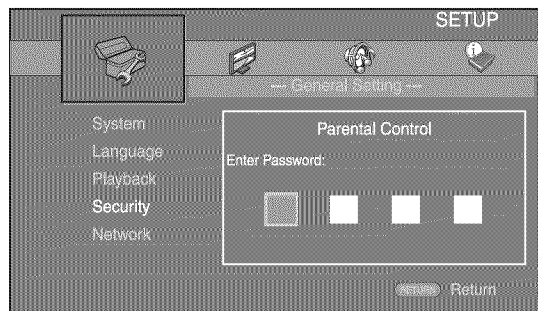 SETUP
--- General Setting ---
System
Language
Playback
Security
Network
Parental Control
Enter Password:
RETURN Return